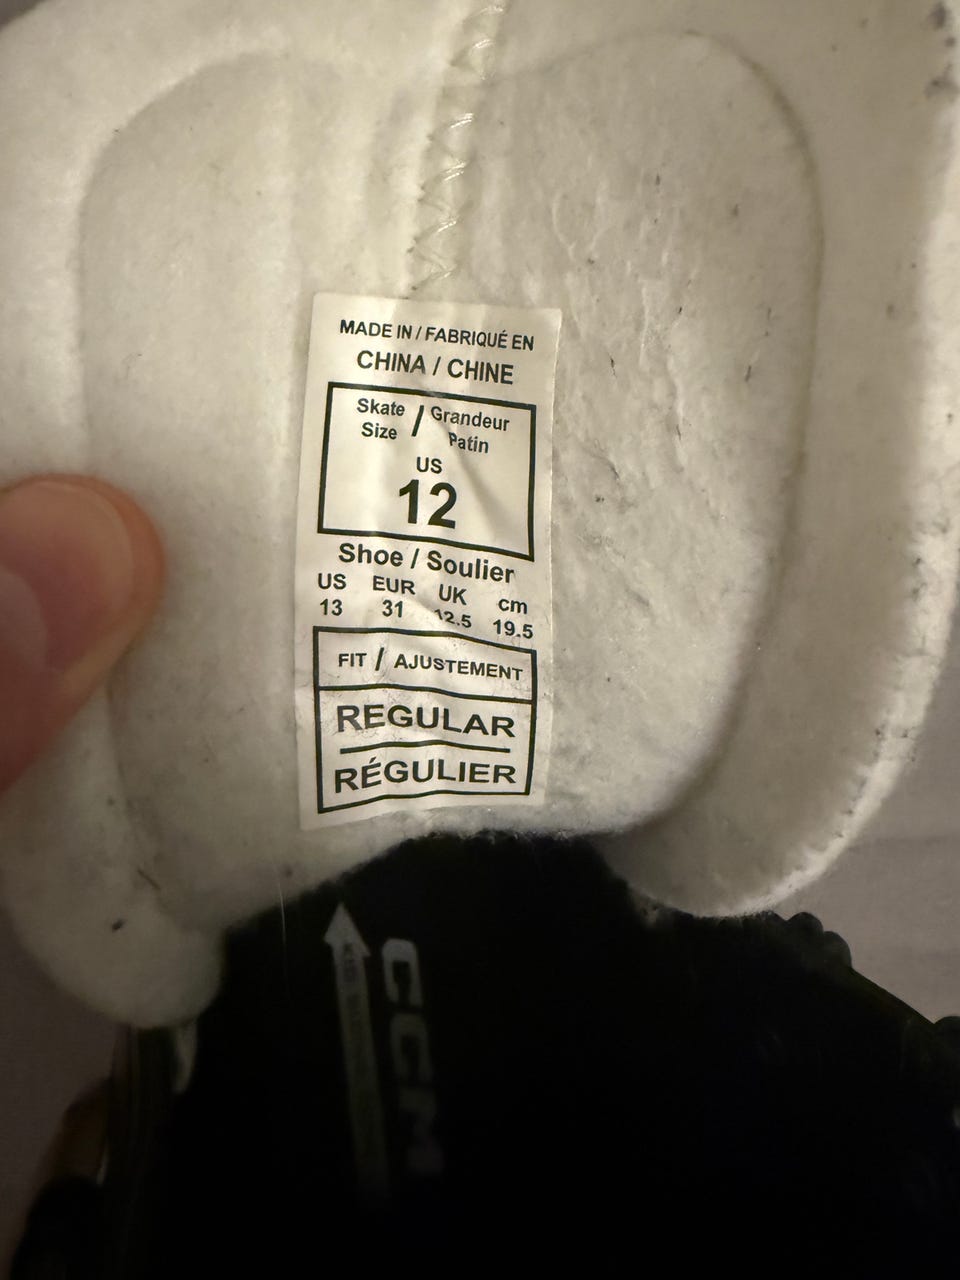 MADE IN / FABRIQUÉ EN
CHINA / CHINE
Skate Size / Grandeur Patin
US
12
Shoe / Soulier
US EUR UK cm
13 31 12.5 19.5
FIT / AJUSTEMENT
REGULAR
RÉGULIER
CCM